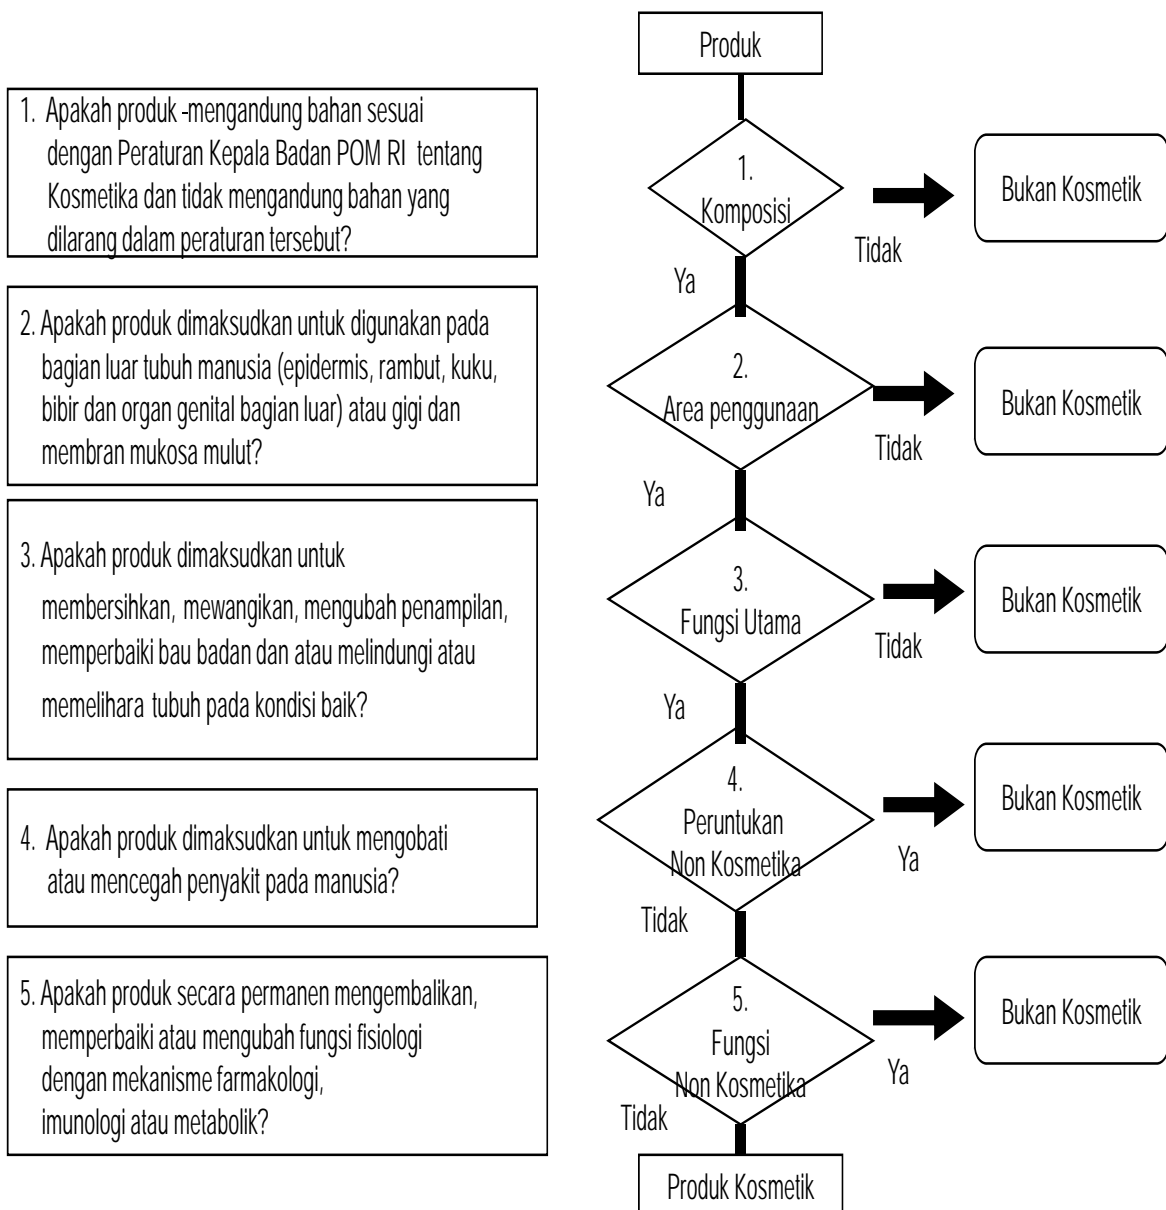 Produk
1. Apakah produk -mengandung bahan sesuai
dengan Peraturan Kepala Badan POM RI tentang
Kosmetika dan tidak mengandung bahan yang
dilarang dalam peraturan tersebut?
1.
Komposisi
Bukan Kosmetik
Tidak
Ya
2. Apakah produk dimaksudkan untuk digunakan pada
bagian luar tubuh manusia (epidermis, rambut, kuku,
bibir dan organ genital bagian luar) atau gigi dan
membran mukosa mulut?
2.
Area penggunaan
Bukan Kosmetik
Tidak
Ya
3. Apakah produk dimaksudkan untuk
membersihkan, mewangikan, mengubah penampilan,
memperbaiki bau badan dan atau melindungi atau
memelihara tubuh pada kondisi baik?
3.
Fungsi Utama
Bukan Kosmetik
Tidak
Ya
4. Apakah produk dimaksudkan untuk mengobati
atau mencegah penyakit pada manusia?
4.
Peruntukan
Non Kosmetika
Bukan Kosmetik
Ya
Tidak
5. Apakah produk secara permanen mengembalikan,
memperbaiki atau mengubah fungsi fisiologi
dengan mekanisme farmakologi,
imunologi atau metabolik?
5.
Fungsi
Non Kosmetika
Bukan Kosmetik
Ya
Tidak
Produk Kosmetik